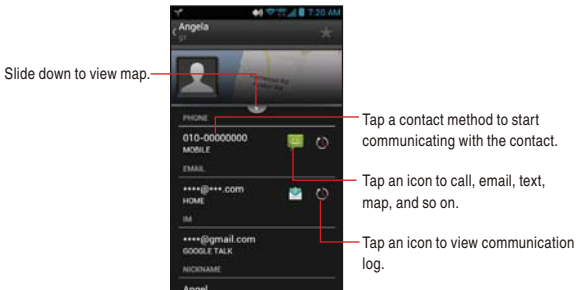 7:20 AM
Angela
Slide down to view map.
PHONE
010-00000000
MOBILE
Tap a contact method to start
communicating with the contact.
EMAIL
****@***.com
HOME
Tap an icon to call, email, text,
map, and so on.
IM
****@gmail.com
GOOGLE TALK
Tap an icon to view communication
log.
NICKNAME
Angel